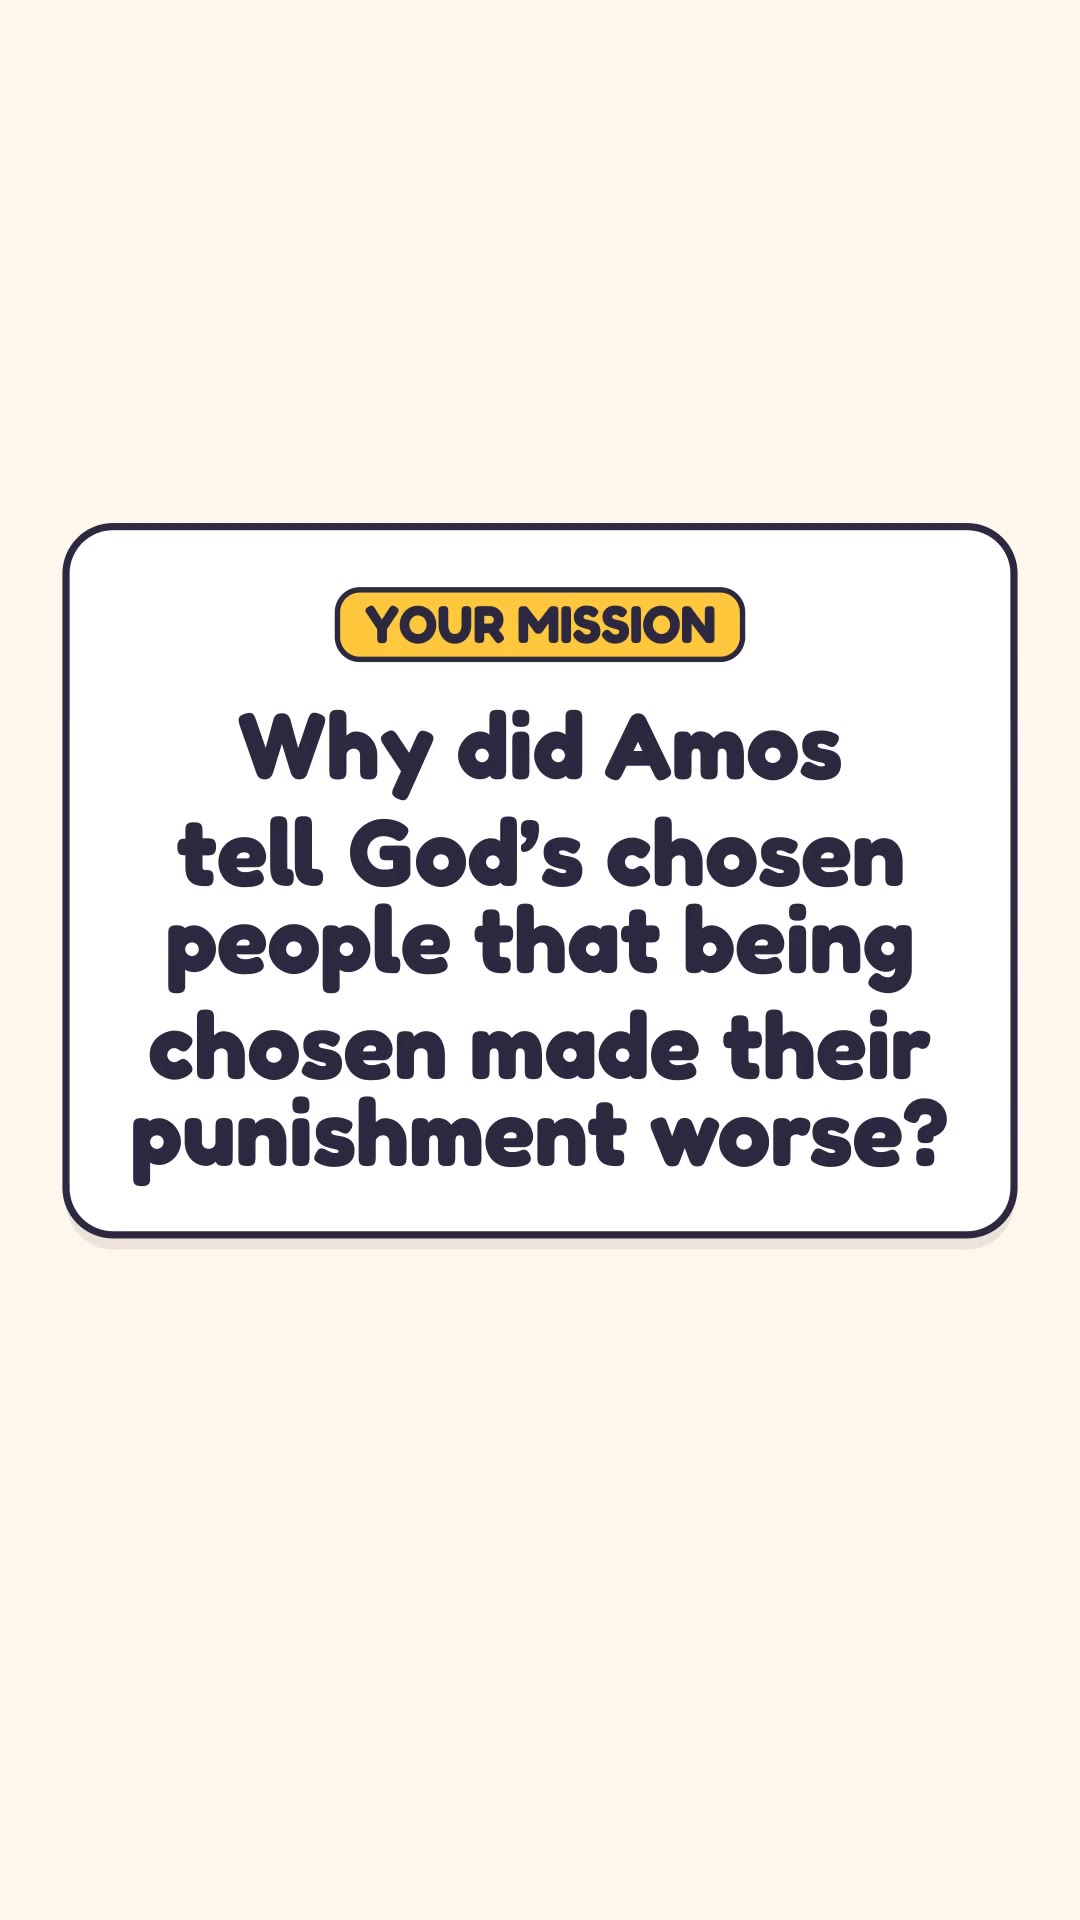 YOUR MISSION
Why did Amos
tell God’s chosen
people that being
chosen made their
punishment worse?